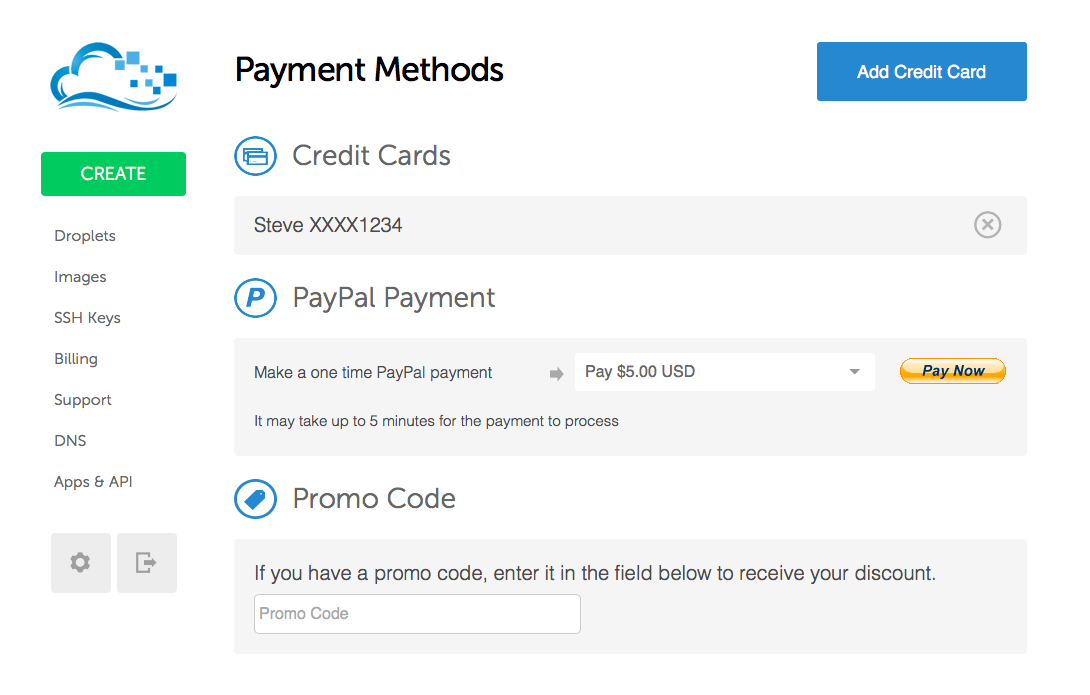 Payment Methods
Add Credit Card
CREATE
Droplets
Images
SSH Keys
Billing
Support
DNS
Apps & API
Credit Cards
Steve XXXX1234
PayPal Payment
Make a one time PayPal payment
Pay $5.00 USD
Pay Now
It may take up to 5 minutes for the payment to process
Promo Code
If you have a promo code, enter it in the field below to receive your discount.
Promo Code